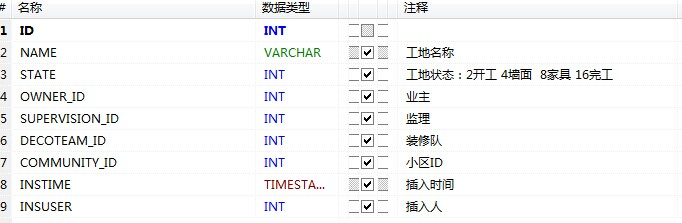 # 名称 数据类型 注释
1 ID INT
2 NAME VARCHAR 工地名称
3 STATE INT 工地状态：2开工 4墙面 8家具 16完工
4 OWNER_ID INT 业主
5 SUPERVISION_ID INT 监理
6 DECOTEAM_ID INT 装修队
7 COMMUNITY_ID INT 小区ID
8 INSTIME TIMESTA... 插入时间
9 INSUSER INT 插入人